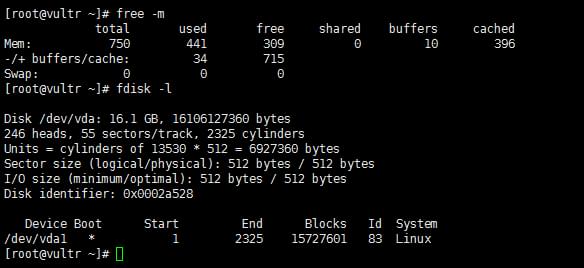 [root@vultr ~]# free -m
total used free shared buffers cached
Mem: 750 441 309 0 10 396
-/+ buffers/cache: 34 715
Swap: 0 0 0
[root@vultr ~]# fdisk -l
Disk /dev/vda: 16.1 GB, 16106127360 bytes
246 heads, 55 sectors/track, 2325 cylinders
Units = cylinders of 13530 * 512 = 6927360 bytes
Sector size (logical/physical): 512 bytes / 512 bytes
I/O size (minimum/optimal): 512 bytes / 512 bytes
Disk identifier: 0x0002a528
Device Boot Start End Blocks Id System
/dev/vda1 * 1 2325 15727601 83 Linux
[root@vultr ~]#